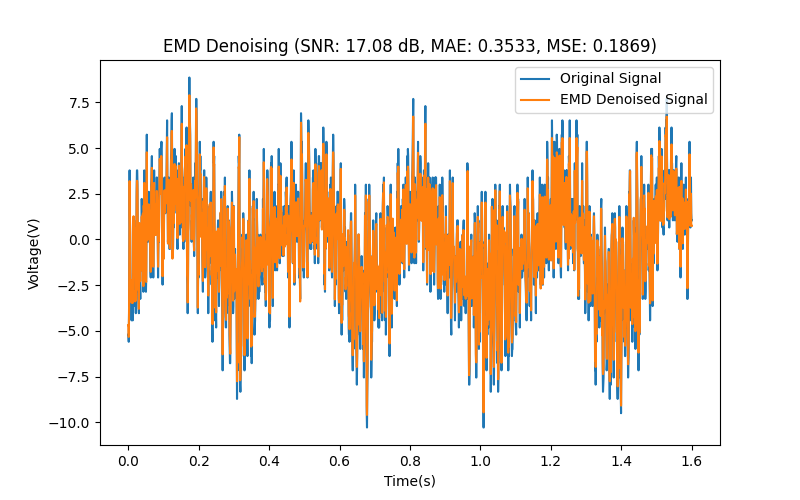 EMD Denoising (SNR: 17.08 dB, MAE: 0.3533, MSE: 0.1869)
Original Signal
EMD Denoised Signal
7.5
5.0
2.5
0.0
−2.5
−5.0
−7.5
−10.0
Voltage(V)
0.0 0.2 0.4 0.6 0.8 1.0 1.2 1.4 1.6
Time(s)